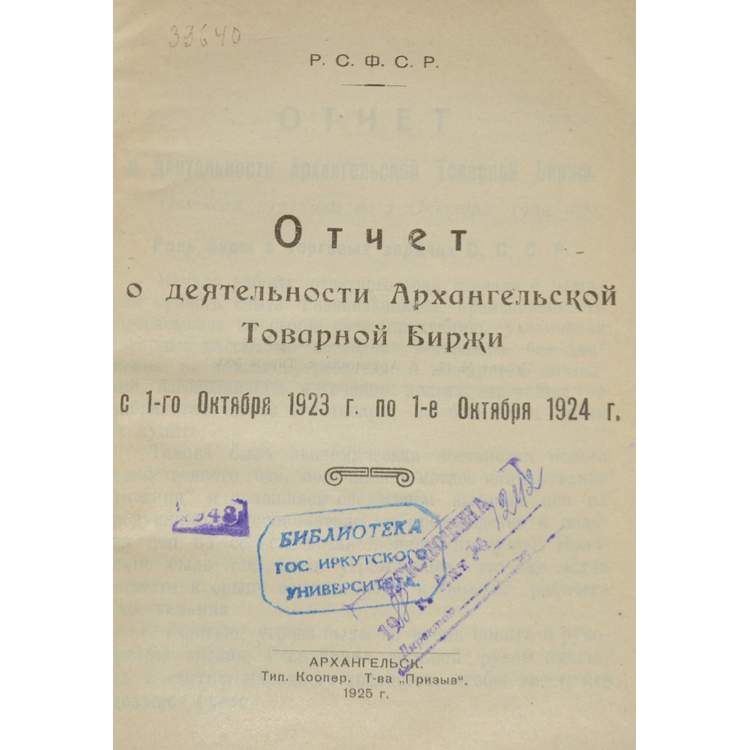 33640
Р. С. Ф. С. Р.
Отчет
о деятельности Архангельской
Товарной Биржи
с 1-го Октября 1923 г. по 1-е Октября 1924 г.
1948
БИБЛИОТЕКА
ГОС. ИРКУТСКОГО
УНИВЕРСИТЕТА.
АРХАНГЕЛЬСК.
Тип. Коопер. Т-ва „Призыв“.
1925 г.